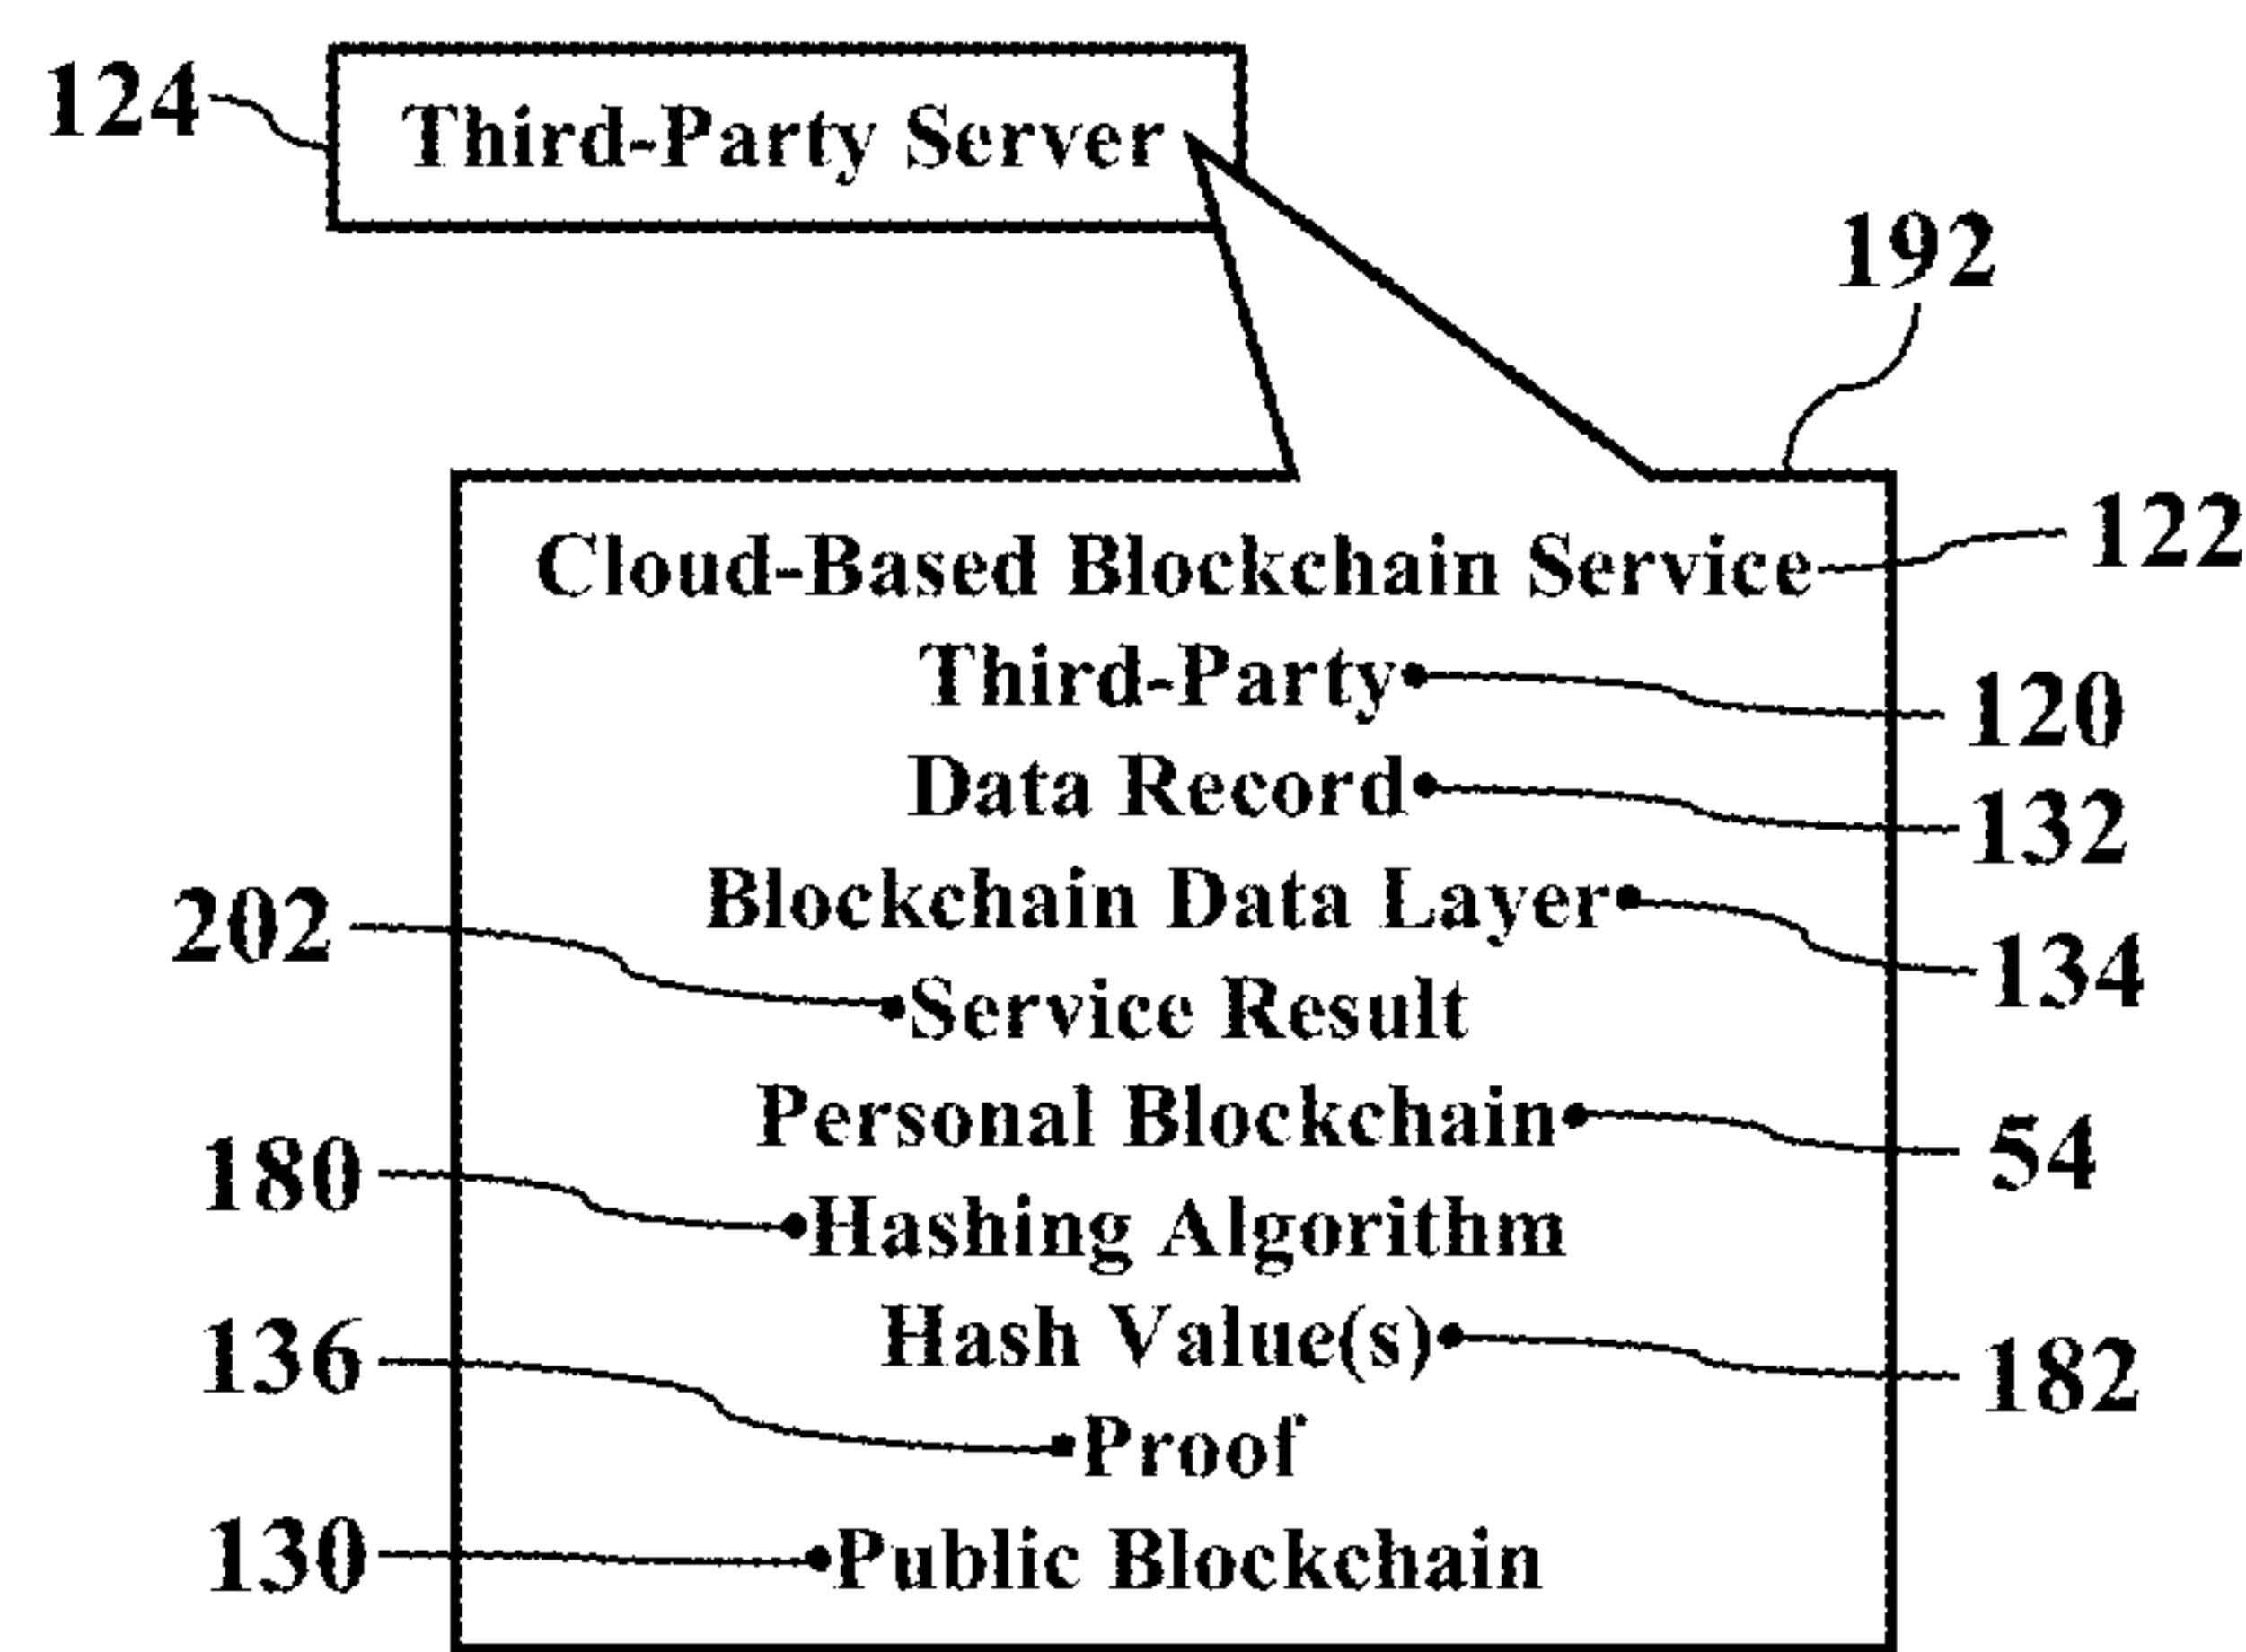 124 Third-Party Server
192
Cloud-Based Blockchain Service 122
Third-Party 120
Data Record 132
Blockchain Data Layer 134
202 Service Result
Personal Blockchain 54
180 Hashing Algorithm
Hash Value(s) 182
136 Proof
130 Public Blockchain